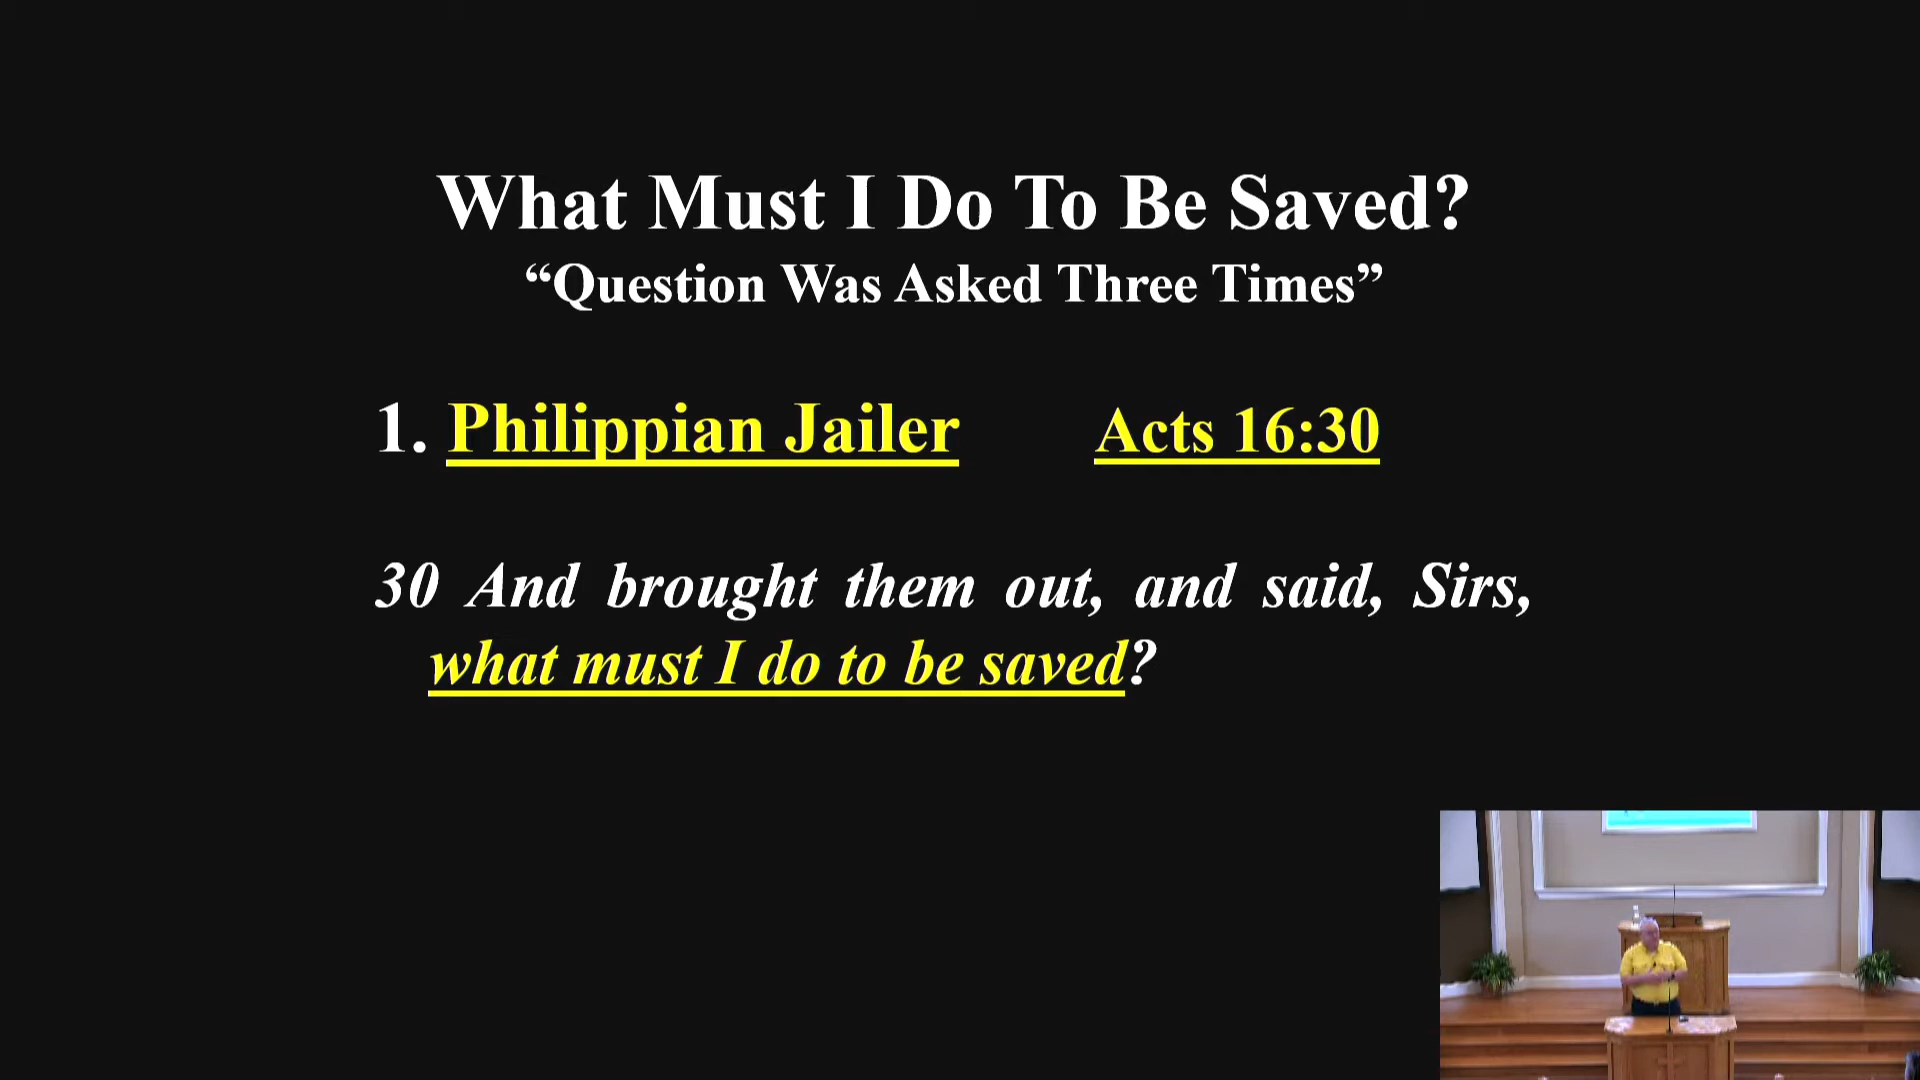 What Must I Do To Be Saved?
“Question Was Asked Three Times”
1. Philippian Jailer Acts 16:30
30 And brought them out, and said, Sirs,
what must I do to be saved?